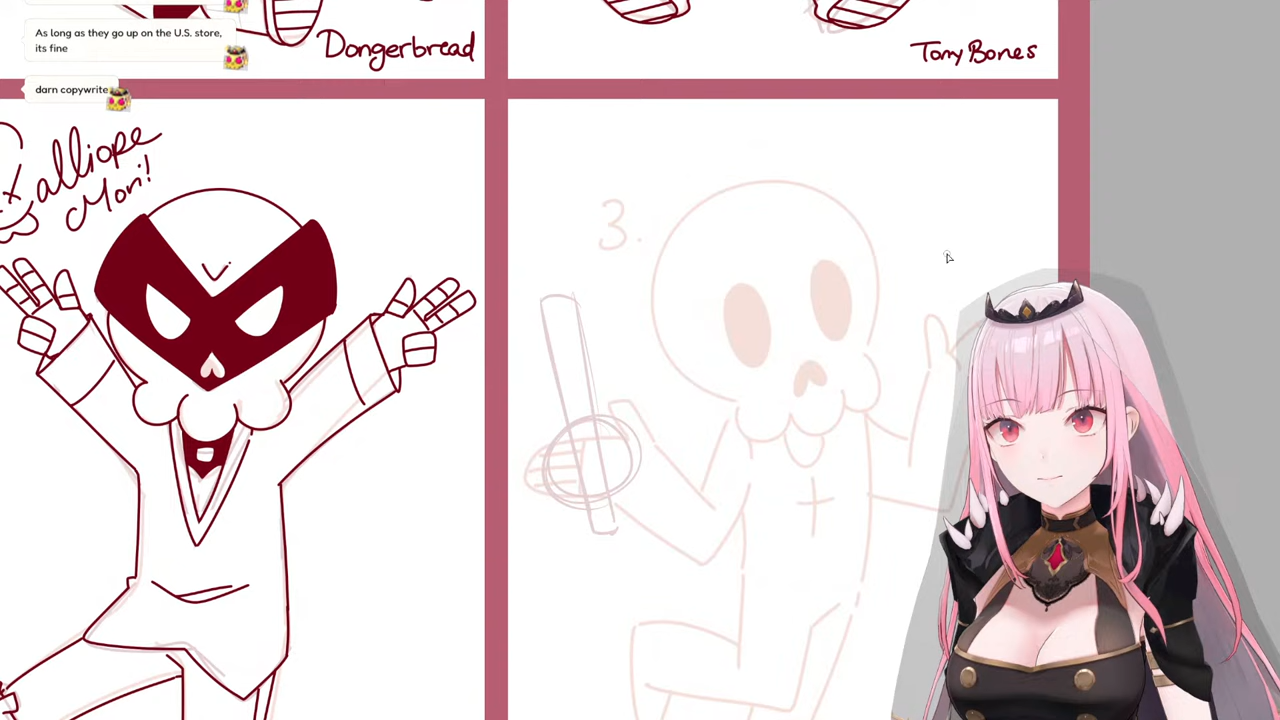 As long as they go up on the U.S. store,
its fine
darn copywrite
Dongerbread
Tony Bones
Calliope
Mori!
3.